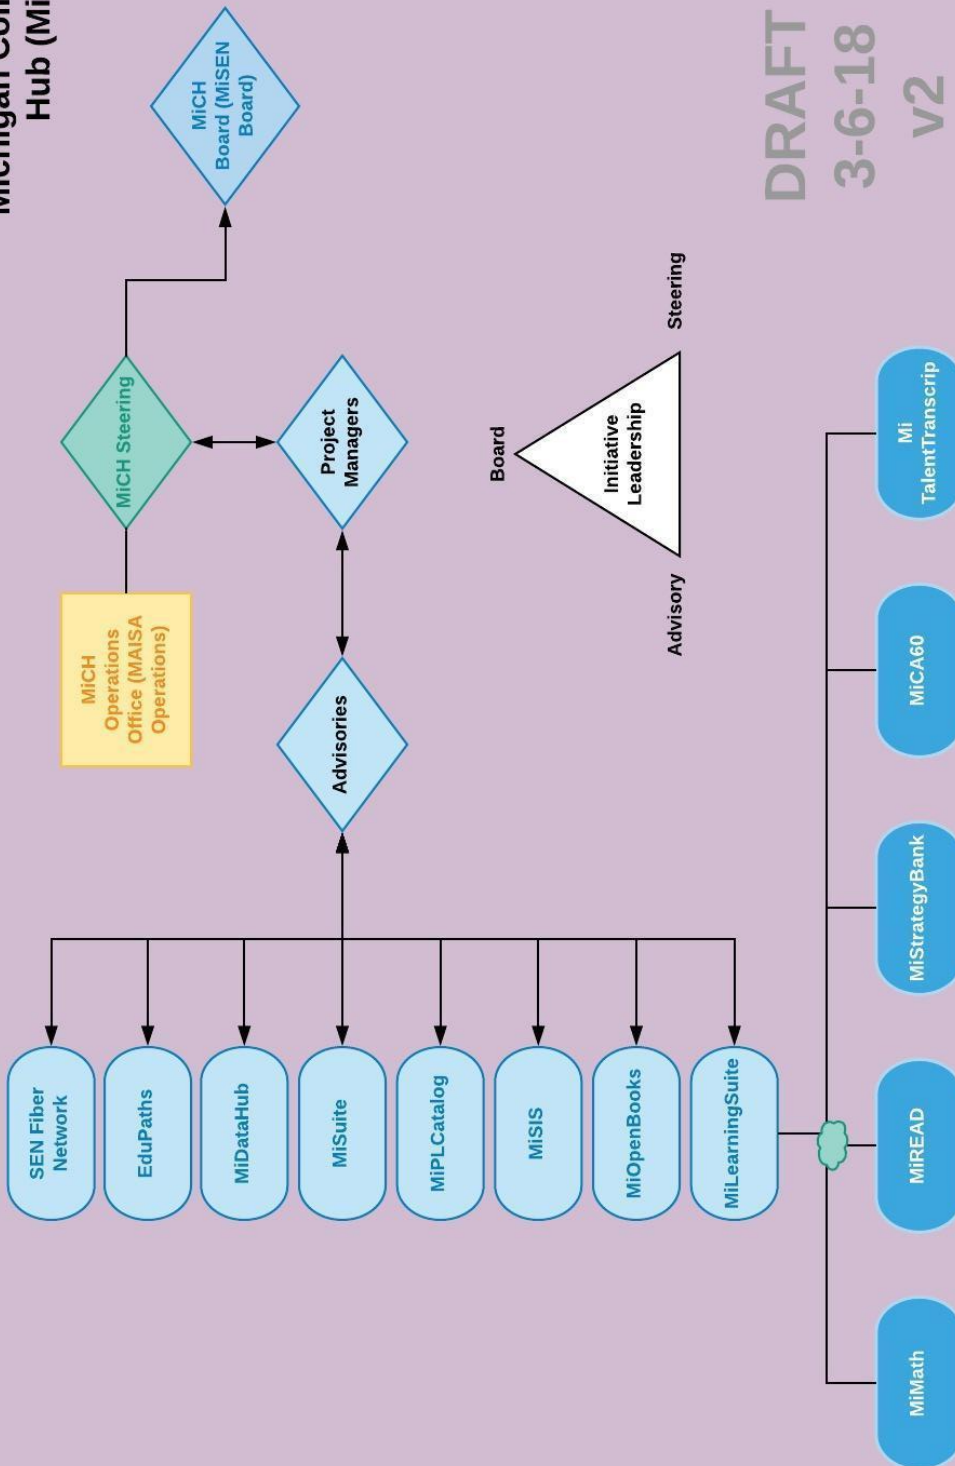 Michigan
Hub (Mi
MiCH
Board (MiSEN
Board)
MiCH Steering
MiCH
Operations
Office (MAISA
Operations)
Project
Managers
Advisories
SEN Fiber
Network
EduPaths
MiDataHub
MiSuite
MiPLCatalog
MiSIS
MiOpenBooks
MiLearningSuite
Board
Initiative
Leadership
Advisory
Steering
MiMath
MiREAD
MiStrategyBank
MiCA60
Mi
TalentTranscrip
DRAFT
3-6-18
v2